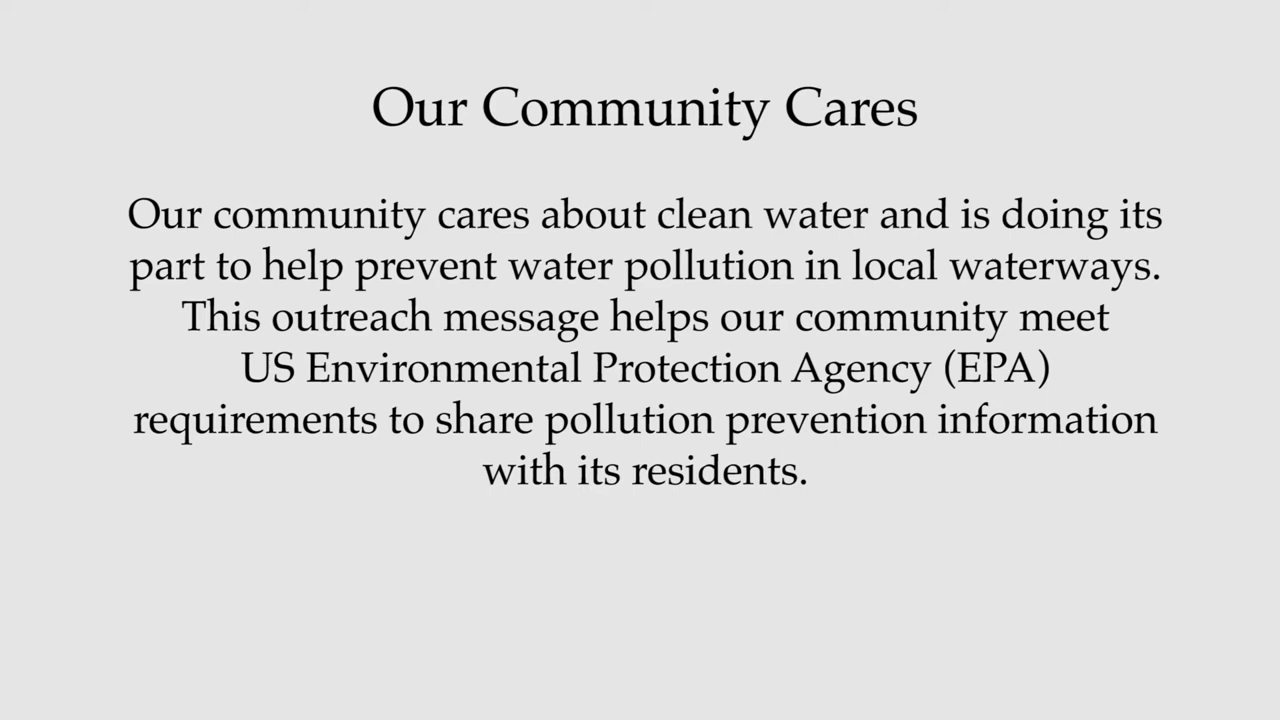 Our Community Cares
Our community cares about clean water and is doing its
part to help prevent water pollution in local waterways.
This outreach message helps our community meet
US Environmental Protection Agency (EPA)
requirements to share pollution prevention information
with its residents.